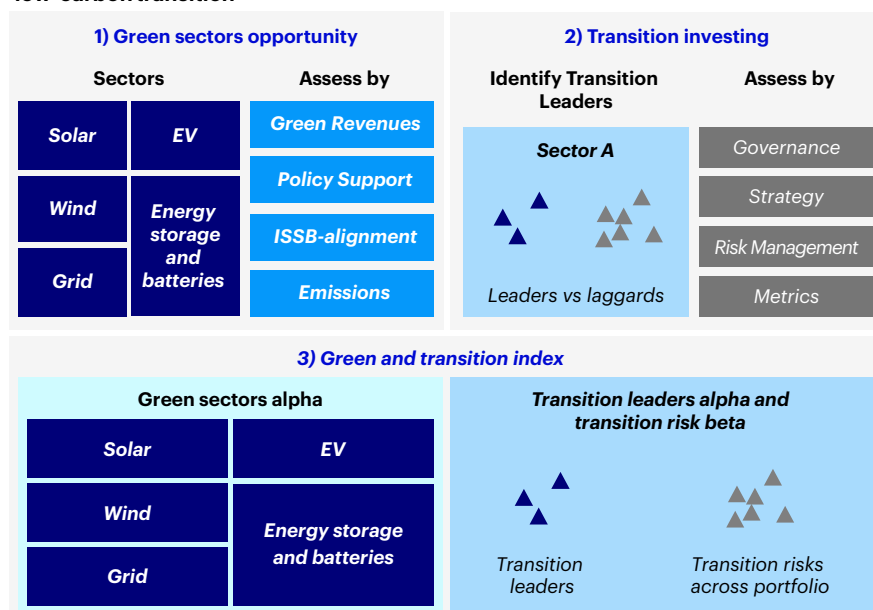 low-carbon transition
1) Green sectors opportunity
Sectors
Assess by
Solar
EV
Wind
Energy
storage
and
batteries
Grid
Green Revenues
Policy Support
ISSB-alignment
Emissions
2) Transition investing
Identify Transition
Leaders
Assess by
Sector A
Leaders vs laggards
Governance
Strategy
Risk Management
Metrics
3) Green and transition index
Green sectors alpha
Solar
EV
Wind
Energy storage
and batteries
Grid
Transition leaders alpha and
transition risk beta
Transition
leaders
Transition risks
across portfolio